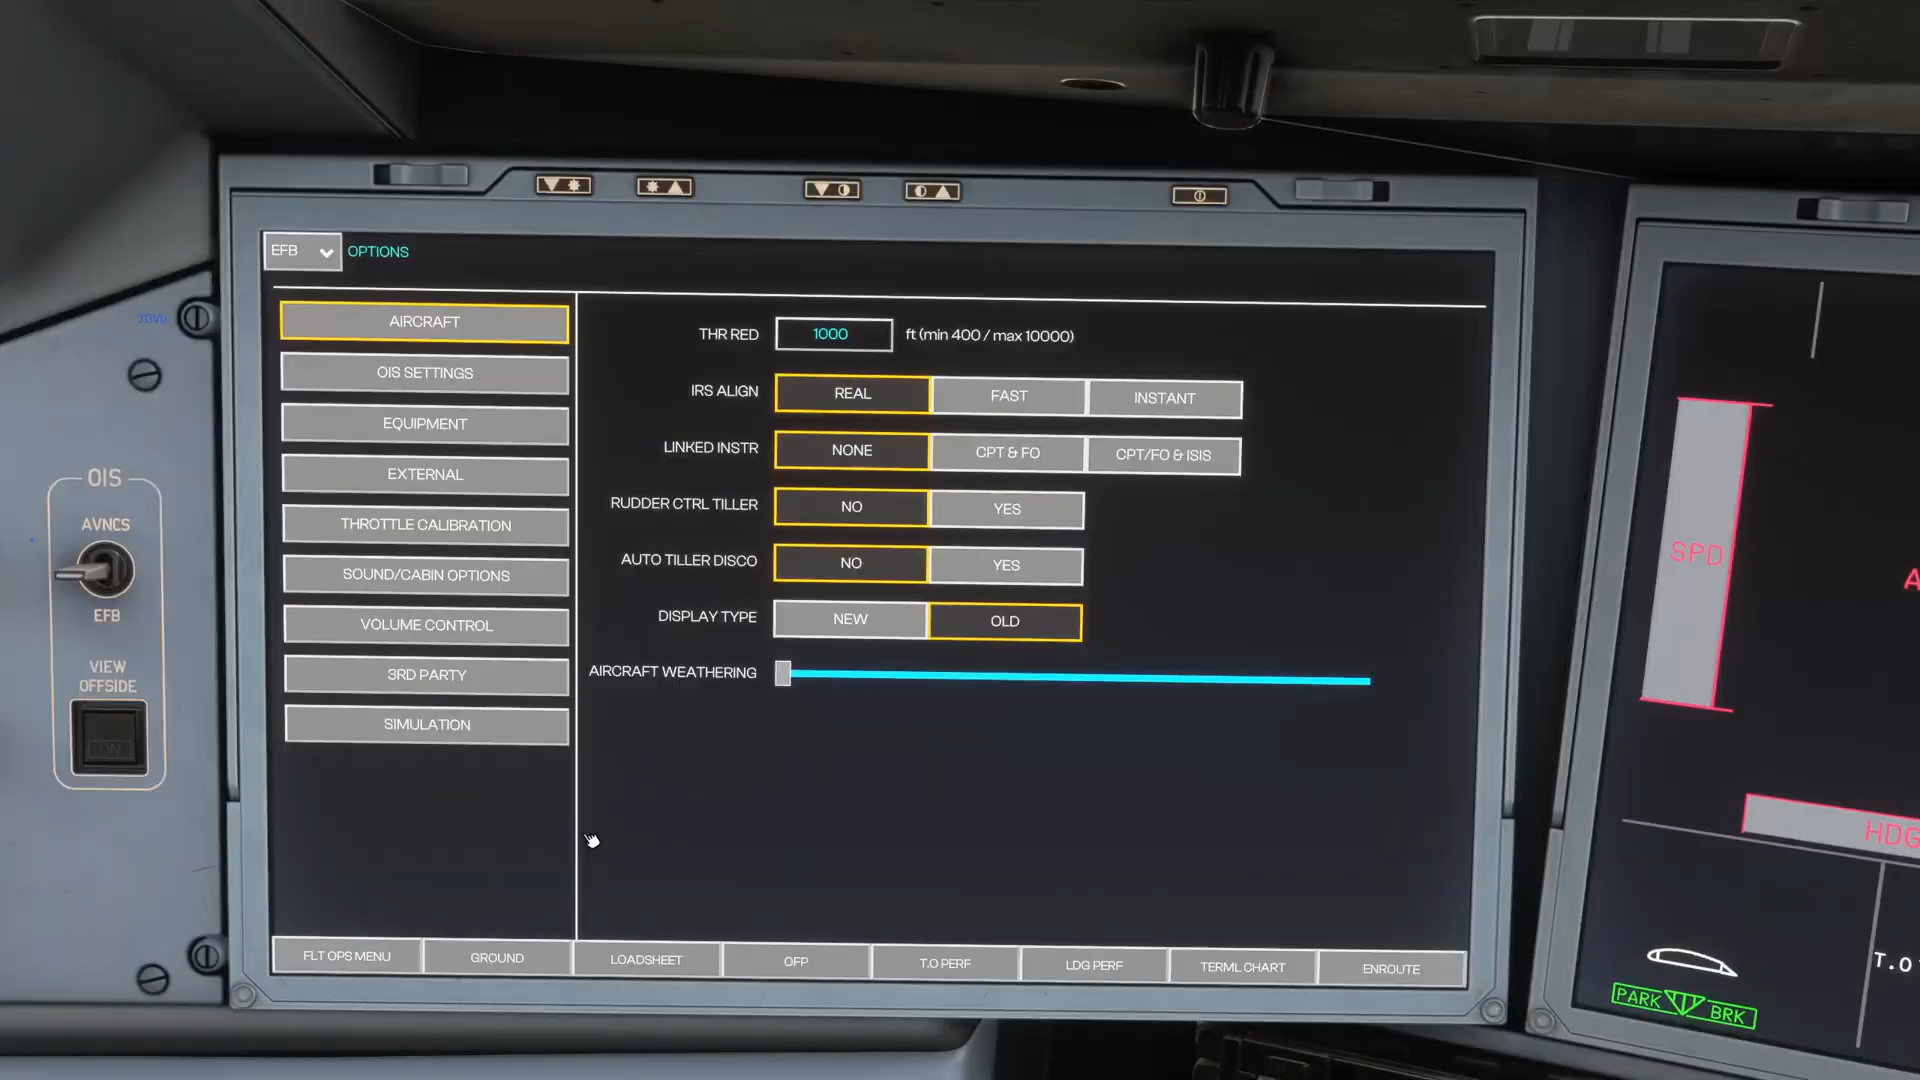 EFB OPTIONS
AIRCRAFT
OIS SETTINGS
EQUIPMENT
EXTERNAL
THROTTLE CALIBRATION
SOUND/CABIN OPTIONS
VOLUME CONTROL
3RD PARTY
SIMULATION
THR RED 1000 ft (min 400 / max 10000)
IRS ALIGN REAL FAST INSTANT
LINKED INSTR NONE CPT & FO CPT/FO & ISIS
RUDDER CTRL TILLER NO YES
AUTO TILLER DISCO NO YES
DISPLAY TYPE NEW OLD
AIRCRAFT WEATHERING
FLT OPS MENU GROUND LOADSHEET OFP T.O PERF LDG PERF TERML CHART ENROUTE
313VU
OIS
AVNCS
EFB
VIEW
OFFSIDE
ON
SPD
A
HDG
T.O
PARK BRK